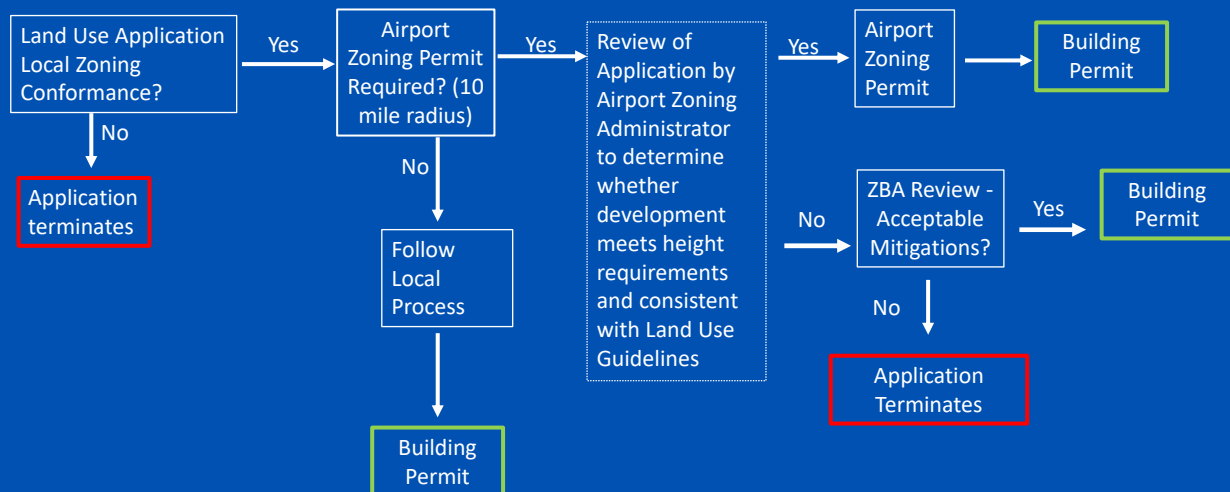 Land Use Application
Local Zoning
Conformance?
Yes
No
Application
terminates
Airport
Zoning Permit
Required? (10
mile radius)
Yes
No
Follow
Local
Process
Building
Permit
Review of
Application by
Airport Zoning
Administrator
to determine
whether
development
meets height
requirements
and consistent
with Land Use
Guidelines
Yes
Airport
Zoning
Permit
Building
Permit
No
ZBA Review -
Acceptable
Mitigations?
Yes
Building
Permit
No
Application
Terminates